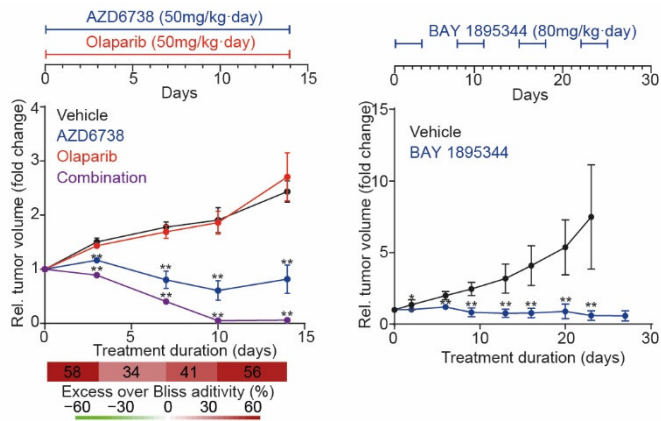 AZD6738 (50mg/kg·day)
Olaparib (50mg/kg·day)
0 5 10 15
Days
Rel. tumor volume (fold change)
4
3
2
1
0
Vehicle
AZD6738
Olaparib
Combination
** ** ** **
** ** ** **
0 5 10 15
Treatment duration (days)
58 34 41 56
Excess over Bliss aditivity (%)
−60 −30 0 30 60
BAY 1895344 (80mg/kg·day)
0 10 20 30
Days
Rel. tumor volume (fold change)
15
10
5
0
Vehicle
BAY 1895344
* ** ** ** ** ** **
0 10 20 30
Treatment duration (days)